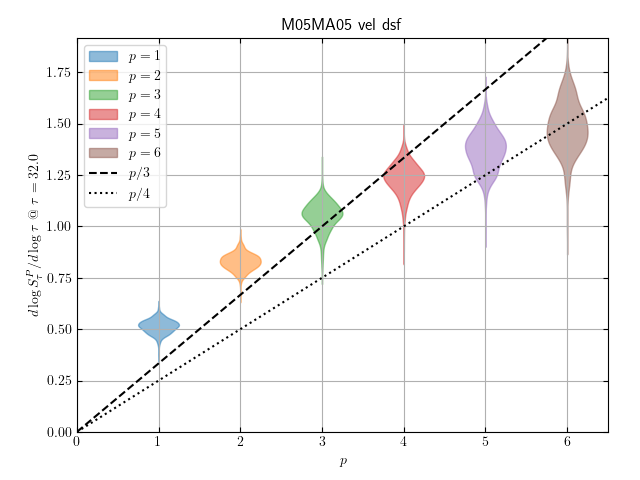 M05MA05 vel dsf
p = 1
p = 2
p = 3
p = 4
p = 5
p = 6
p/3
p/4
d log S_τ^P / d log τ @ τ = 32.0
1.75
1.50
1.25
1.00
0.75
0.50
0.25
0.00
0 1 2 3 4 5 6
p